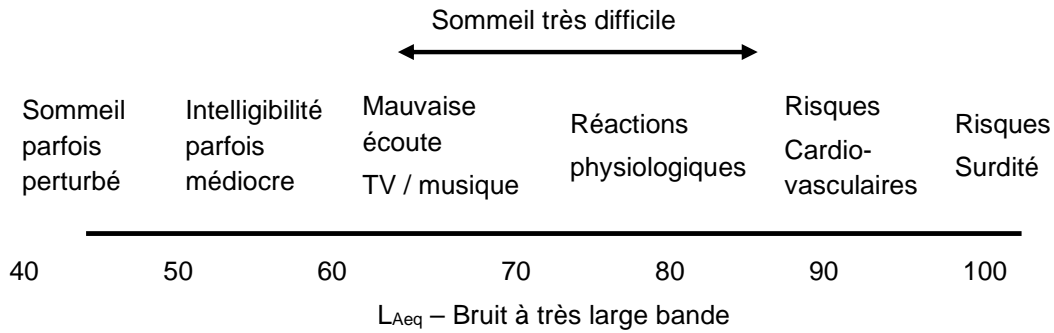 Sommeil très difficile
Sommeil
parfois
perturbé
Intelligibilité
parfois
médiocre
Mauvaise
écoute
TV / musique
Réactions
physiologiques
Risques
Cardio-
vasculaires
Risques
Surdité
40 50 60 70 80 90 100
LAeq – Bruit à très large bande